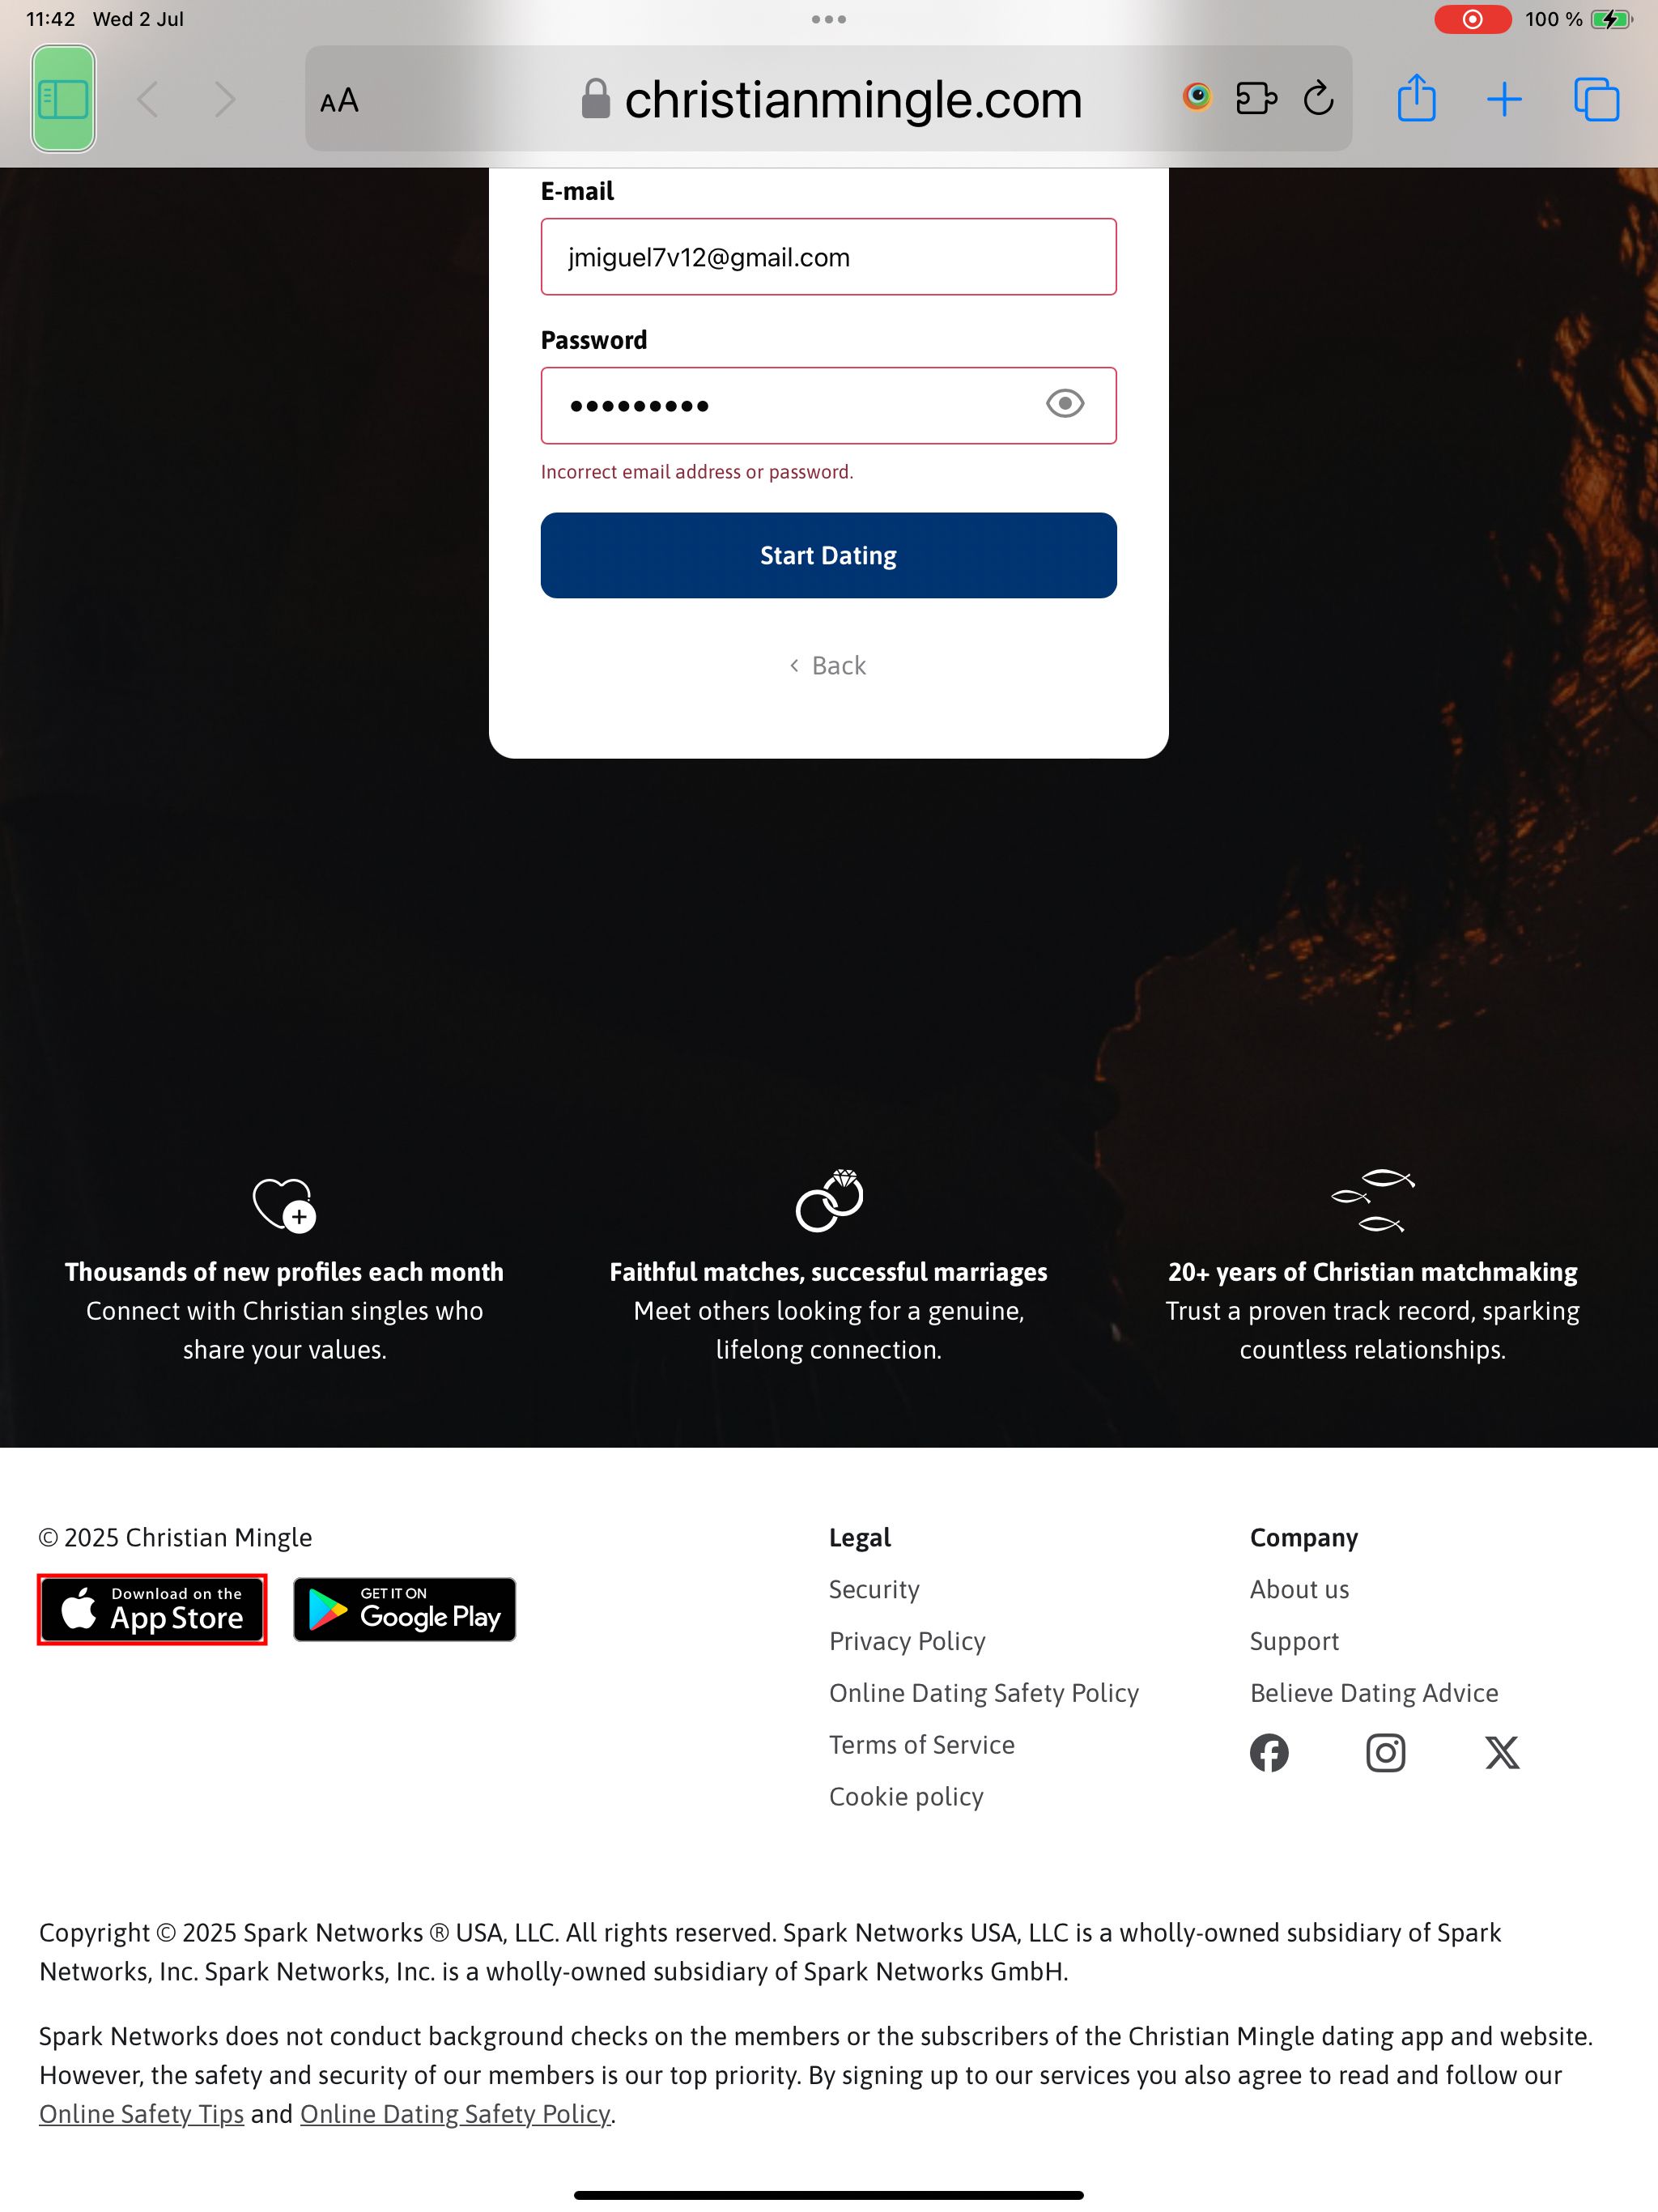 11:42 Wed 2 Jul
100 %
AA
christianmingle.com
E-mail
jmiguel7v12@gmail.com
Password
•••••••••
Incorrect email address or password.
Start Dating
Back
Thousands of new profiles each month
Connect with Christian singles who
share your values.
Faithful matches, successful marriages
Meet others looking for a genuine,
lifelong connection.
20+ years of Christian matchmaking
Trust a proven track record, sparking
countless relationships.
© 2025 Christian Mingle
Download on the
App Store
GET IT ON
Google Play
Legal
Security
Privacy Policy
Online Dating Safety Policy
Terms of Service
Cookie policy
Company
About us
Support
Believe Dating Advice
Copyright © 2025 Spark Networks ® USA, LLC. All rights reserved. Spark Networks USA, LLC is a wholly-owned subsidiary of Spark
Networks, Inc. Spark Networks, Inc. is a wholly-owned subsidiary of Spark Networks GmbH.
Spark Networks does not conduct background checks on the members or the subscribers of the Christian Mingle dating app and website.
However, the safety and security of our members is our top priority. By signing up to our services you also agree to read and follow our
Online Safety Tips and Online Dating Safety Policy.